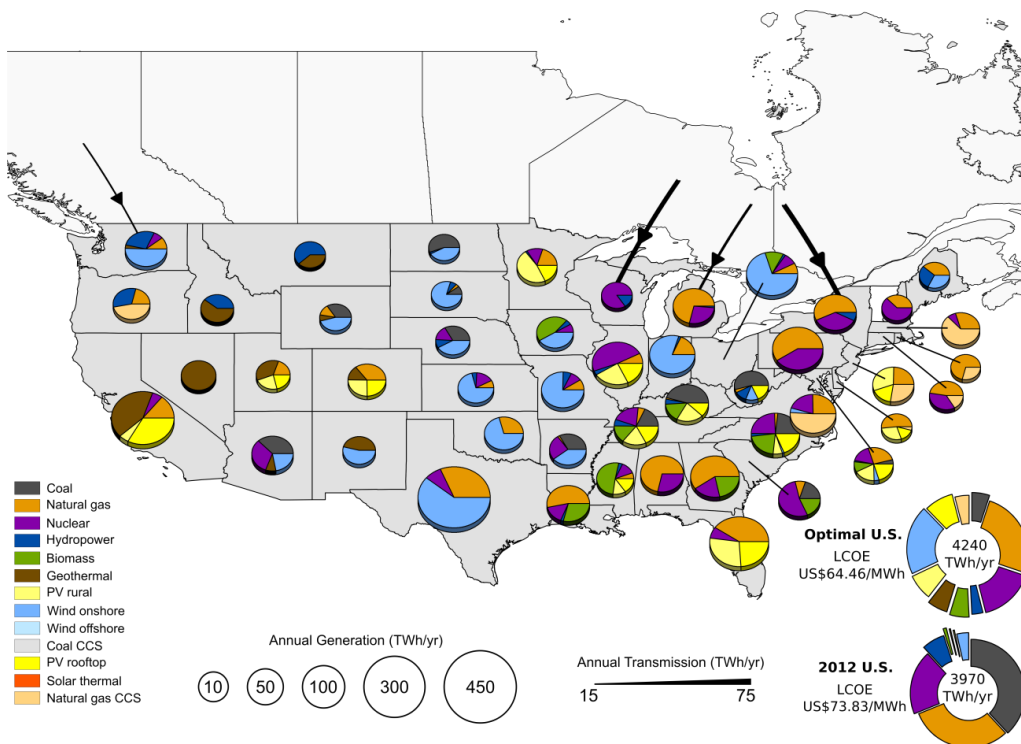 Coal
Natural gas
Nuclear
Hydropower
Biomass
Geothermal
PV rural
Wind onshore
Wind offshore
Coal CCS
PV rooftop
Solar thermal
Natural gas CCS
Annual Generation (TWh/yr)
10
50
100
300
450
Annual Transmission (TWh/yr)
15
75
Optimal U.S.
LCOE
US$64.46/MWh
4240
TWh/yr
2012 U.S.
LCOE
US$73.83/MWh
3970
TWh/yr